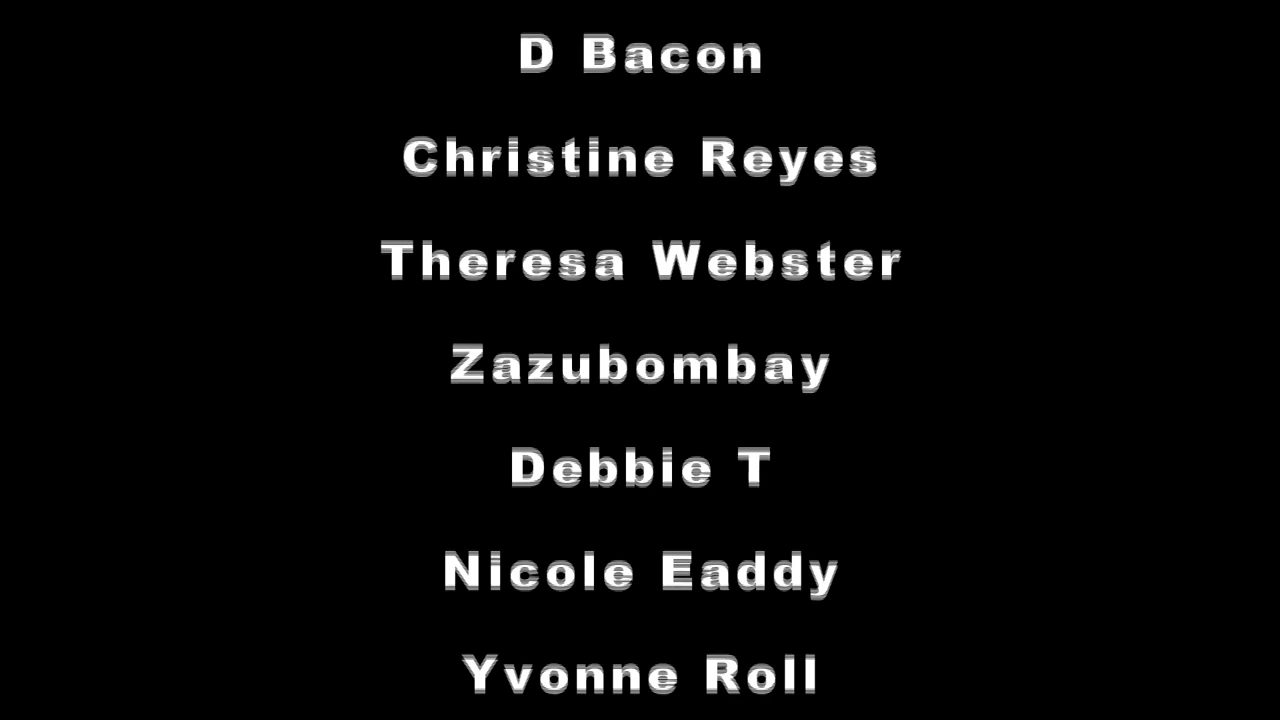 D Bacon
Christine Reyes
Theresa Webster
Zazubombay
Debbie T
Nicole Eaddy
Yvonne Roll